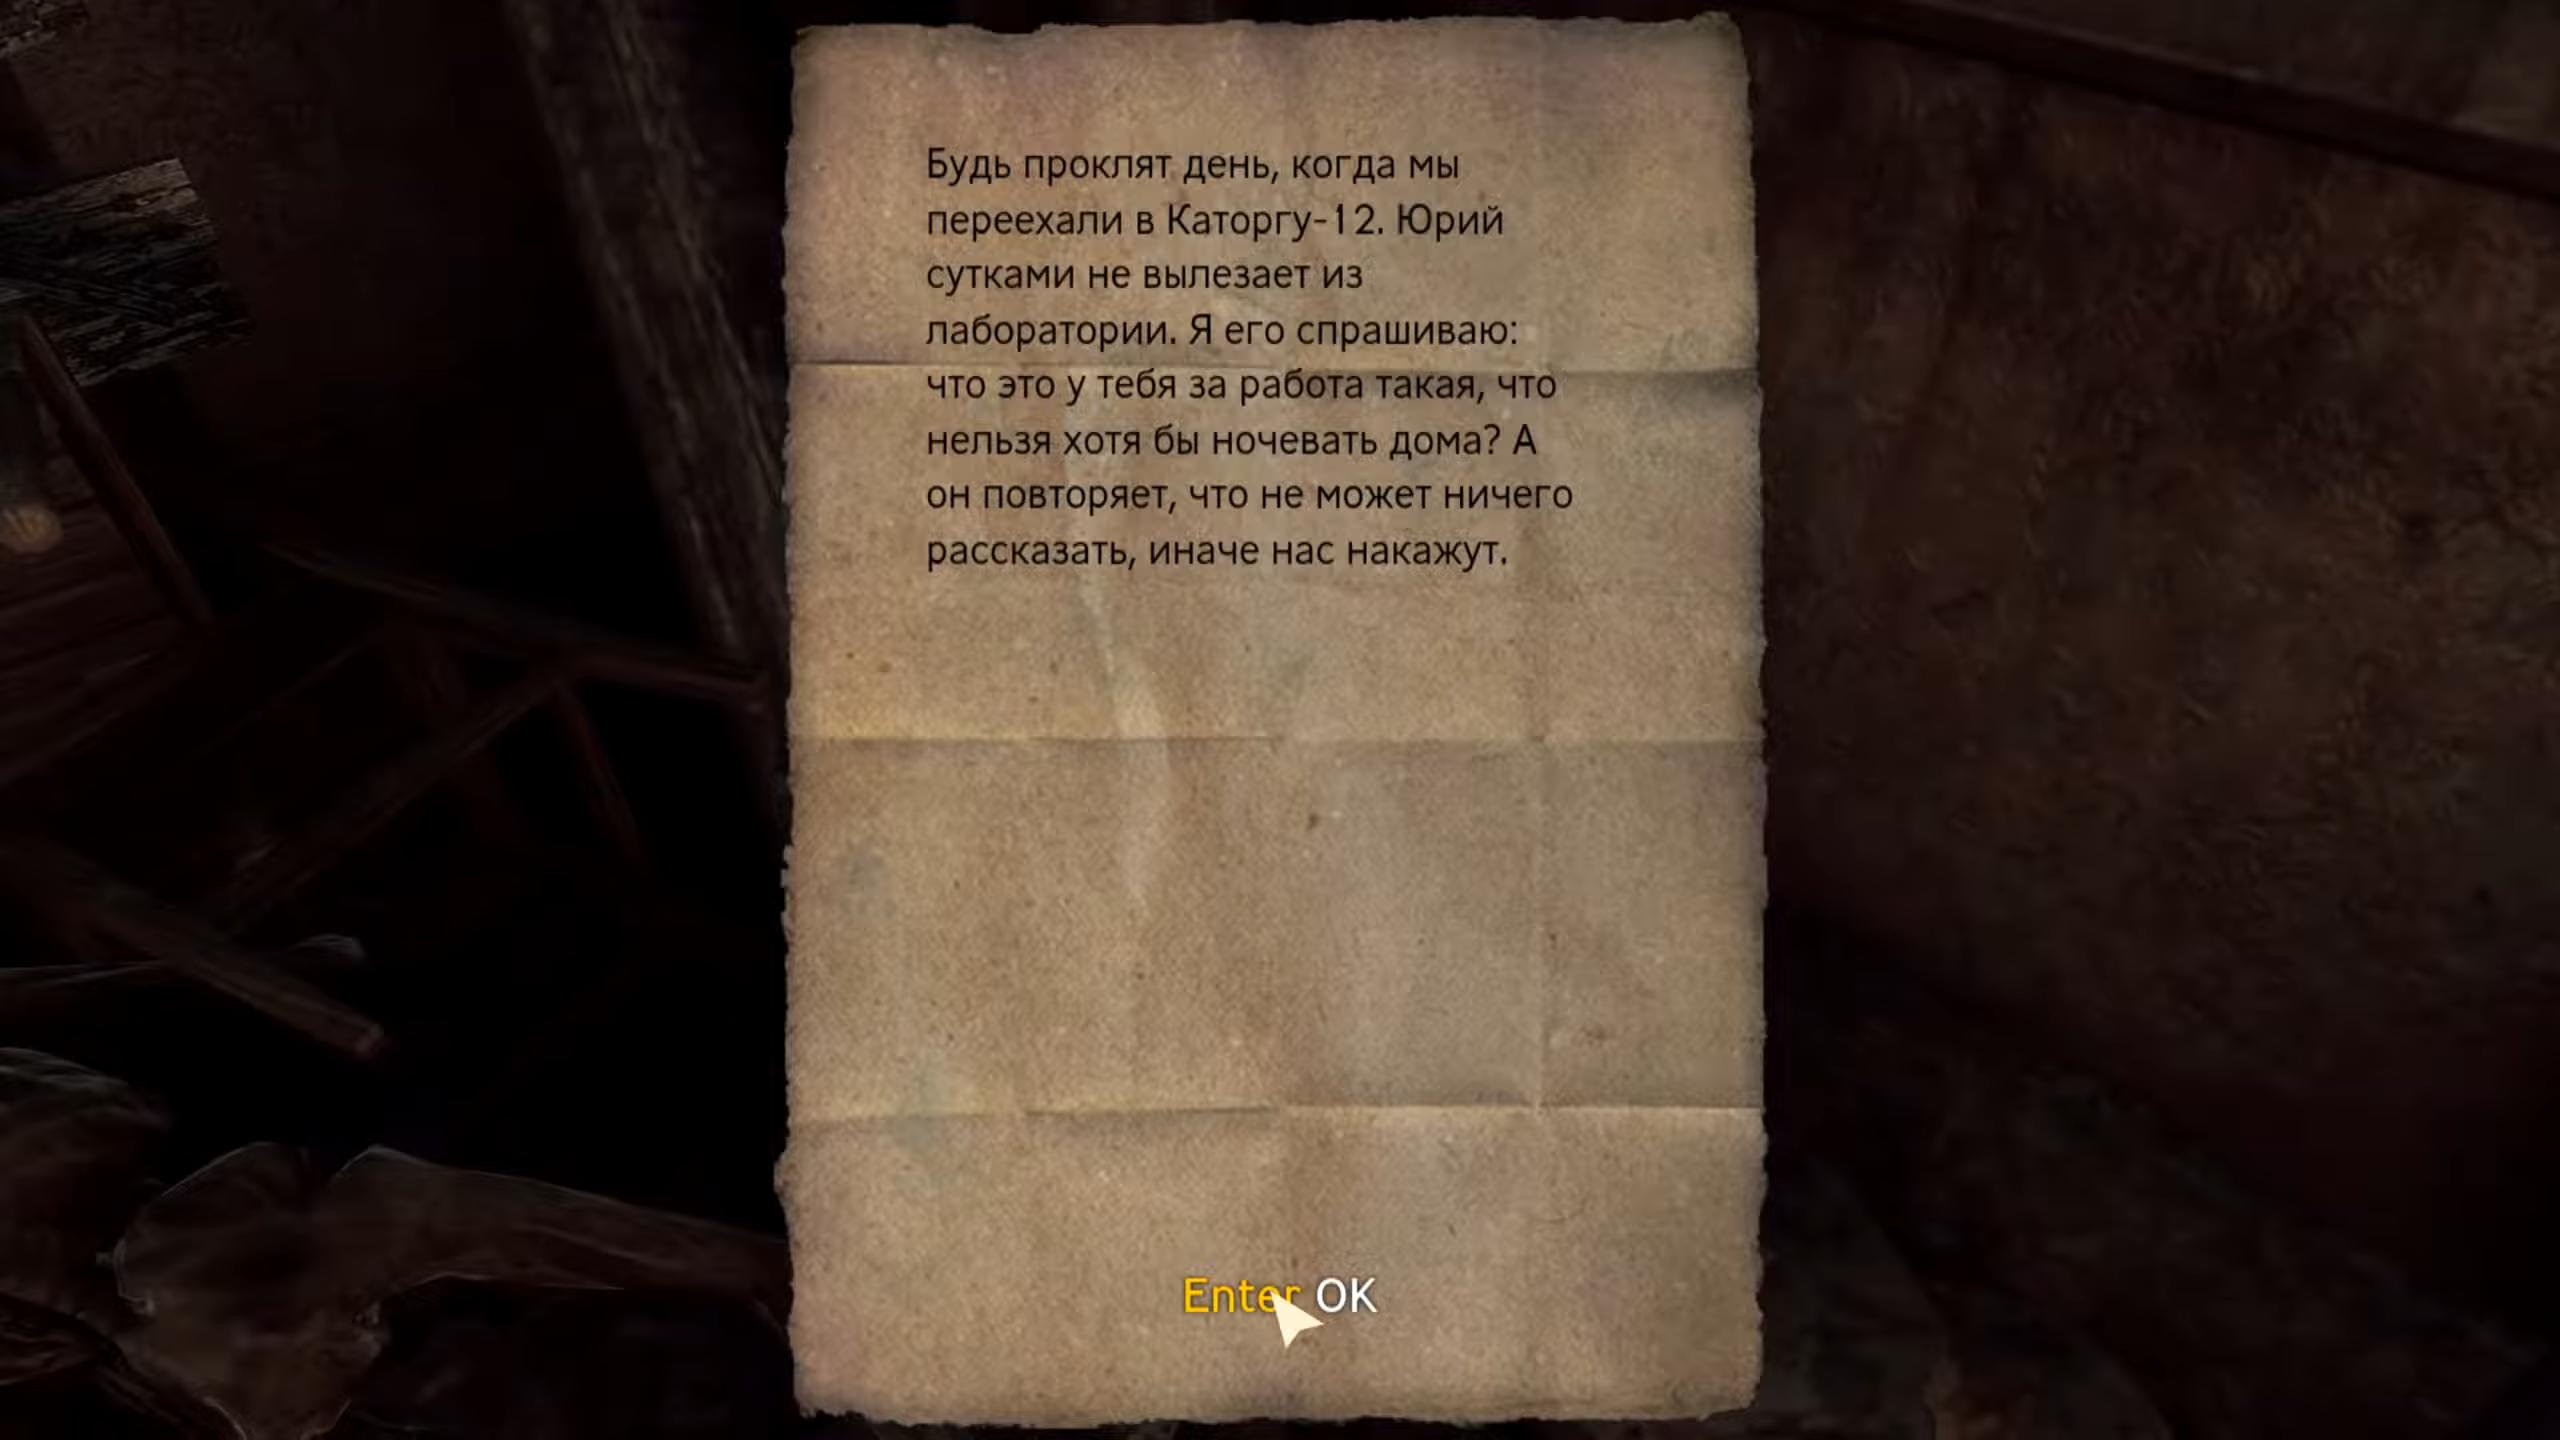 Будь проклят день, когда мы
переехали в Каторгу-12. Юрий
сутками не вылезает из
лаборатории. Я его спрашиваю:
что это у тебя за работа такая, что
нельзя хотя бы ночевать дома? А
он повторяет, что не может ничего
рассказать, иначе нас накажут.
Enter OK